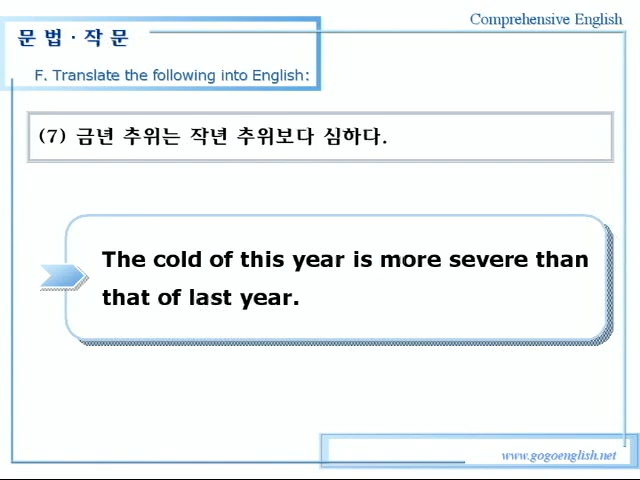 Comprehensive English
문 법 · 작 문
F. Translate the following into English:
(7) 금년 추위는 작년 추위보다 심하다.
The cold of this year is more severe than
that of last year.
www.gogoenglish.net